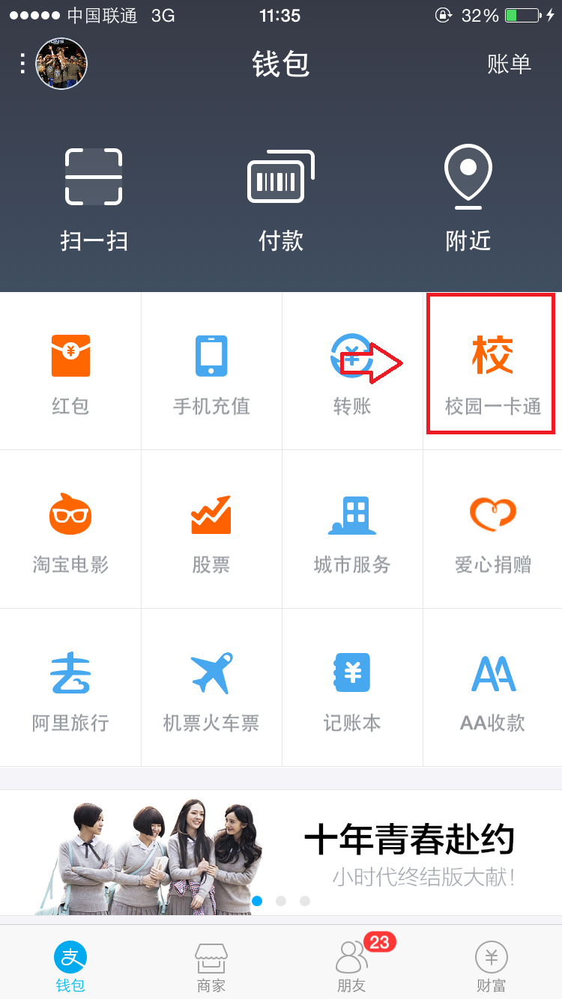 中国联通 3G 11:35 32%
钱包 账单
扫一扫 付款 附近
校
红包 手机充值 转账 校园一卡通
淘宝电影 股票 城市服务 爱心捐赠
去 AA
阿里旅行 机票火车票 记账本 AA收款
十年青春赴约
小时代终结版大献!
23
支
钱包 商家 朋友 财富